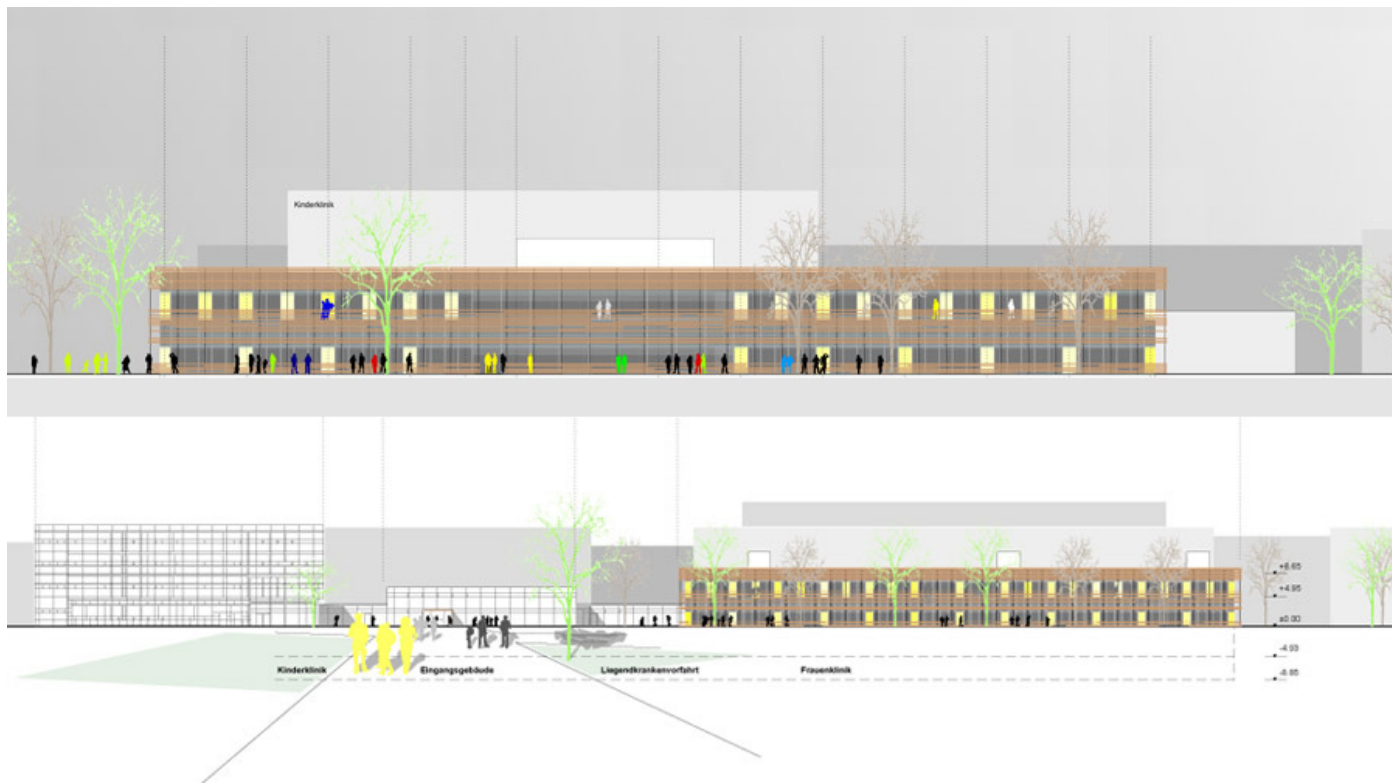 Kinderklinik
+8.65
+4.95
±0.00
-4.93
Kinderklinik Eingangsgebäude Liegendkrankenvorfahrt Frauenklinik
-8.85